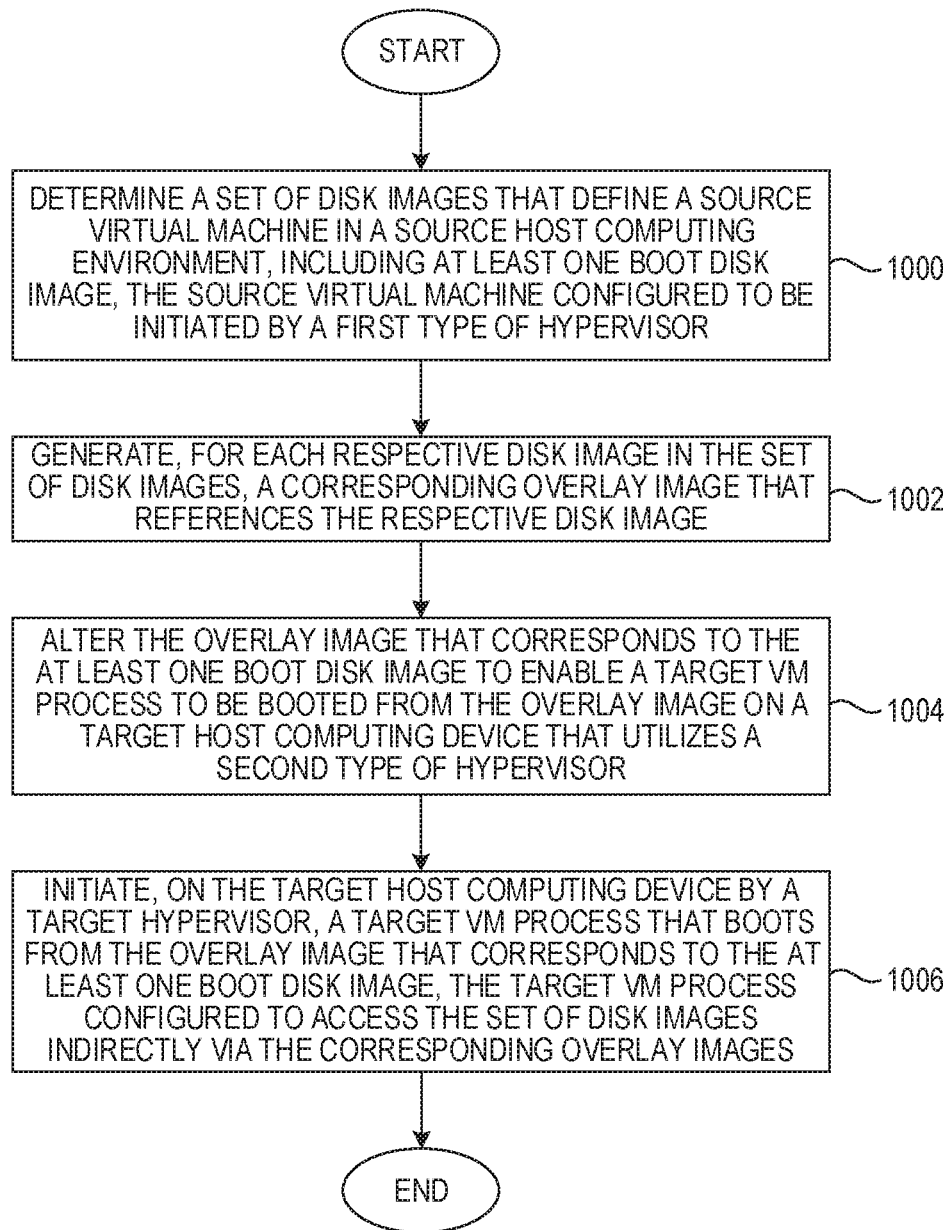 START
DETERMINE A SET OF DISK IMAGES THAT DEFINE A SOURCE
VIRTUAL MACHINE IN A SOURCE HOST COMPUTING
ENVIRONMENT, INCLUDING AT LEAST ONE BOOT DISK
IMAGE, THE SOURCE VIRTUAL MACHINE CONFIGURED TO BE
INITIATED BY A FIRST TYPE OF HYPERVISOR
1000
GENERATE, FOR EACH RESPECTIVE DISK IMAGE IN THE SET
OF DISK IMAGES, A CORRESPONDING OVERLAY IMAGE THAT
REFERENCES THE RESPECTIVE DISK IMAGE
1002
ALTER THE OVERLAY IMAGE THAT CORRESPONDS TO THE
AT LEAST ONE BOOT DISK IMAGE TO ENABLE A TARGET VM
PROCESS TO BE BOOTED FROM THE OVERLAY IMAGE ON A
TARGET HOST COMPUTING DEVICE THAT UTILIZES A
SECOND TYPE OF HYPERVISOR
1004
INITIATE, ON THE TARGET HOST COMPUTING DEVICE BY A
TARGET HYPERVISOR, A TARGET VM PROCESS THAT BOOTS
FROM THE OVERLAY IMAGE THAT CORRESPONDS TO THE AT
LEAST ONE BOOT DISK IMAGE, THE TARGET VM PROCESS
CONFIGURED TO ACCESS THE SET OF DISK IMAGES
INDIRECTLY VIA THE CORRESPONDING OVERLAY IMAGES
1006
END